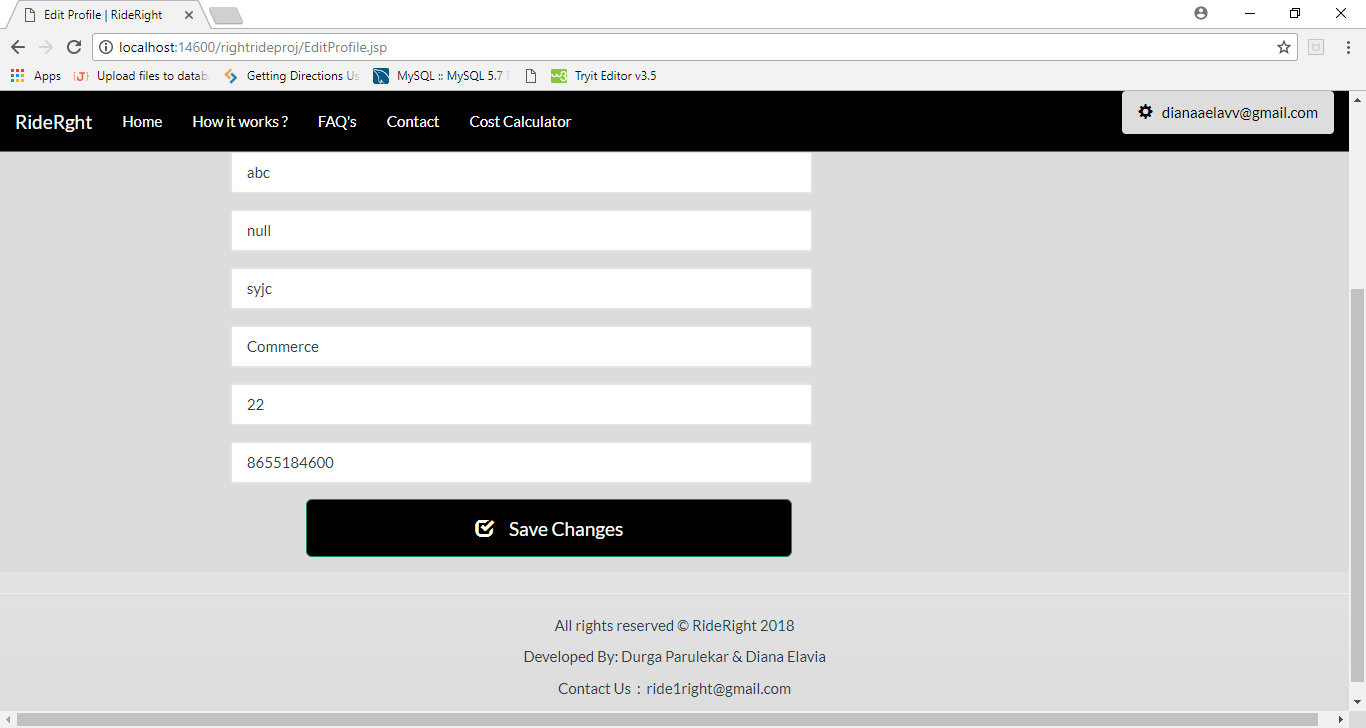 Edit Profile | RideRight
localhost:14600/rightrideproj/EditProfile.jsp
Apps {J} Upload files to datab Getting Directions Us MySQL :: MySQL 5.7 w3 Tryit Editor v3.5
RideRght Home How it works ? FAQ's Contact Cost Calculator dianaaelavv@gmail.com
abc
null
syjc
Commerce
22
8655184600
Save Changes
All rights reserved © RideRight 2018
Developed By: Durga Parulekar & Diana Elavia
Contact Us : ride1right@gmail.com